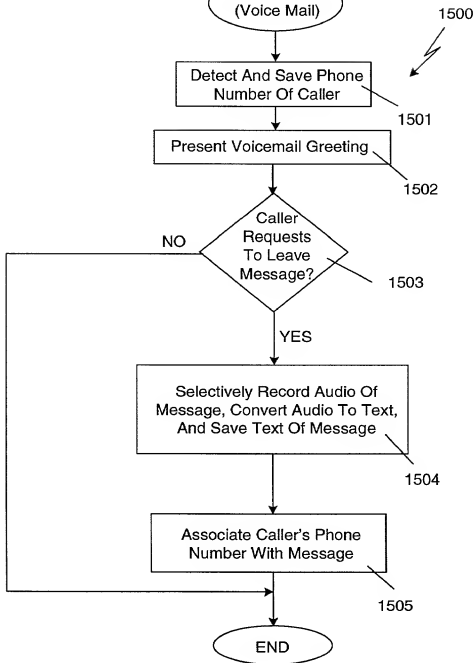 (Voice Mail)
1500
Detect And Save Phone
Number Of Caller
1501
Present Voicemail Greeting
1502
Caller
Requests
To Leave
Message?
NO
1503
YES
Selectively Record Audio Of
Message, Convert Audio To Text,
And Save Text Of Message
1504
Associate Caller's Phone
Number With Message
1505
END